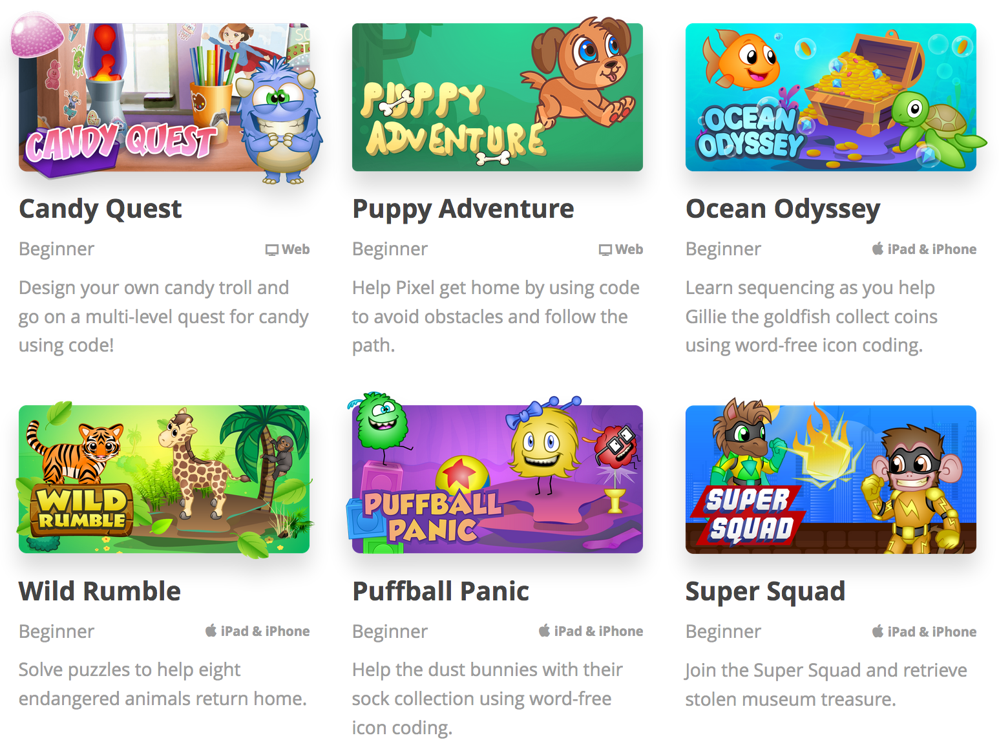 CANDY QUEST
Candy Quest
Beginner
Web
Design your own candy troll and
go on a multi-level quest for candy
using code!
PUPPY
ADVENTURE
Puppy Adventure
Beginner
Web
Help Pixel get home by using code
to avoid obstacles and follow the
path.
OCEAN
ODYSSEY
Ocean Odyssey
Beginner
iPad & iPhone
Learn sequencing as you help
Gillie the goldfish collect coins
using word-free icon coding.
WILD
RUMBLE
Wild Rumble
Beginner
iPad & iPhone
Solve puzzles to help eight
endangered animals return home.
PUFFBALL
PANIC
Puffball Panic
Beginner
iPad & iPhone
Help the dust bunnies with their
sock collection using word-free
icon coding.
SUPER
SQUAD
Super Squad
Beginner
iPad & iPhone
Join the Super Squad and retrieve
stolen museum treasure.